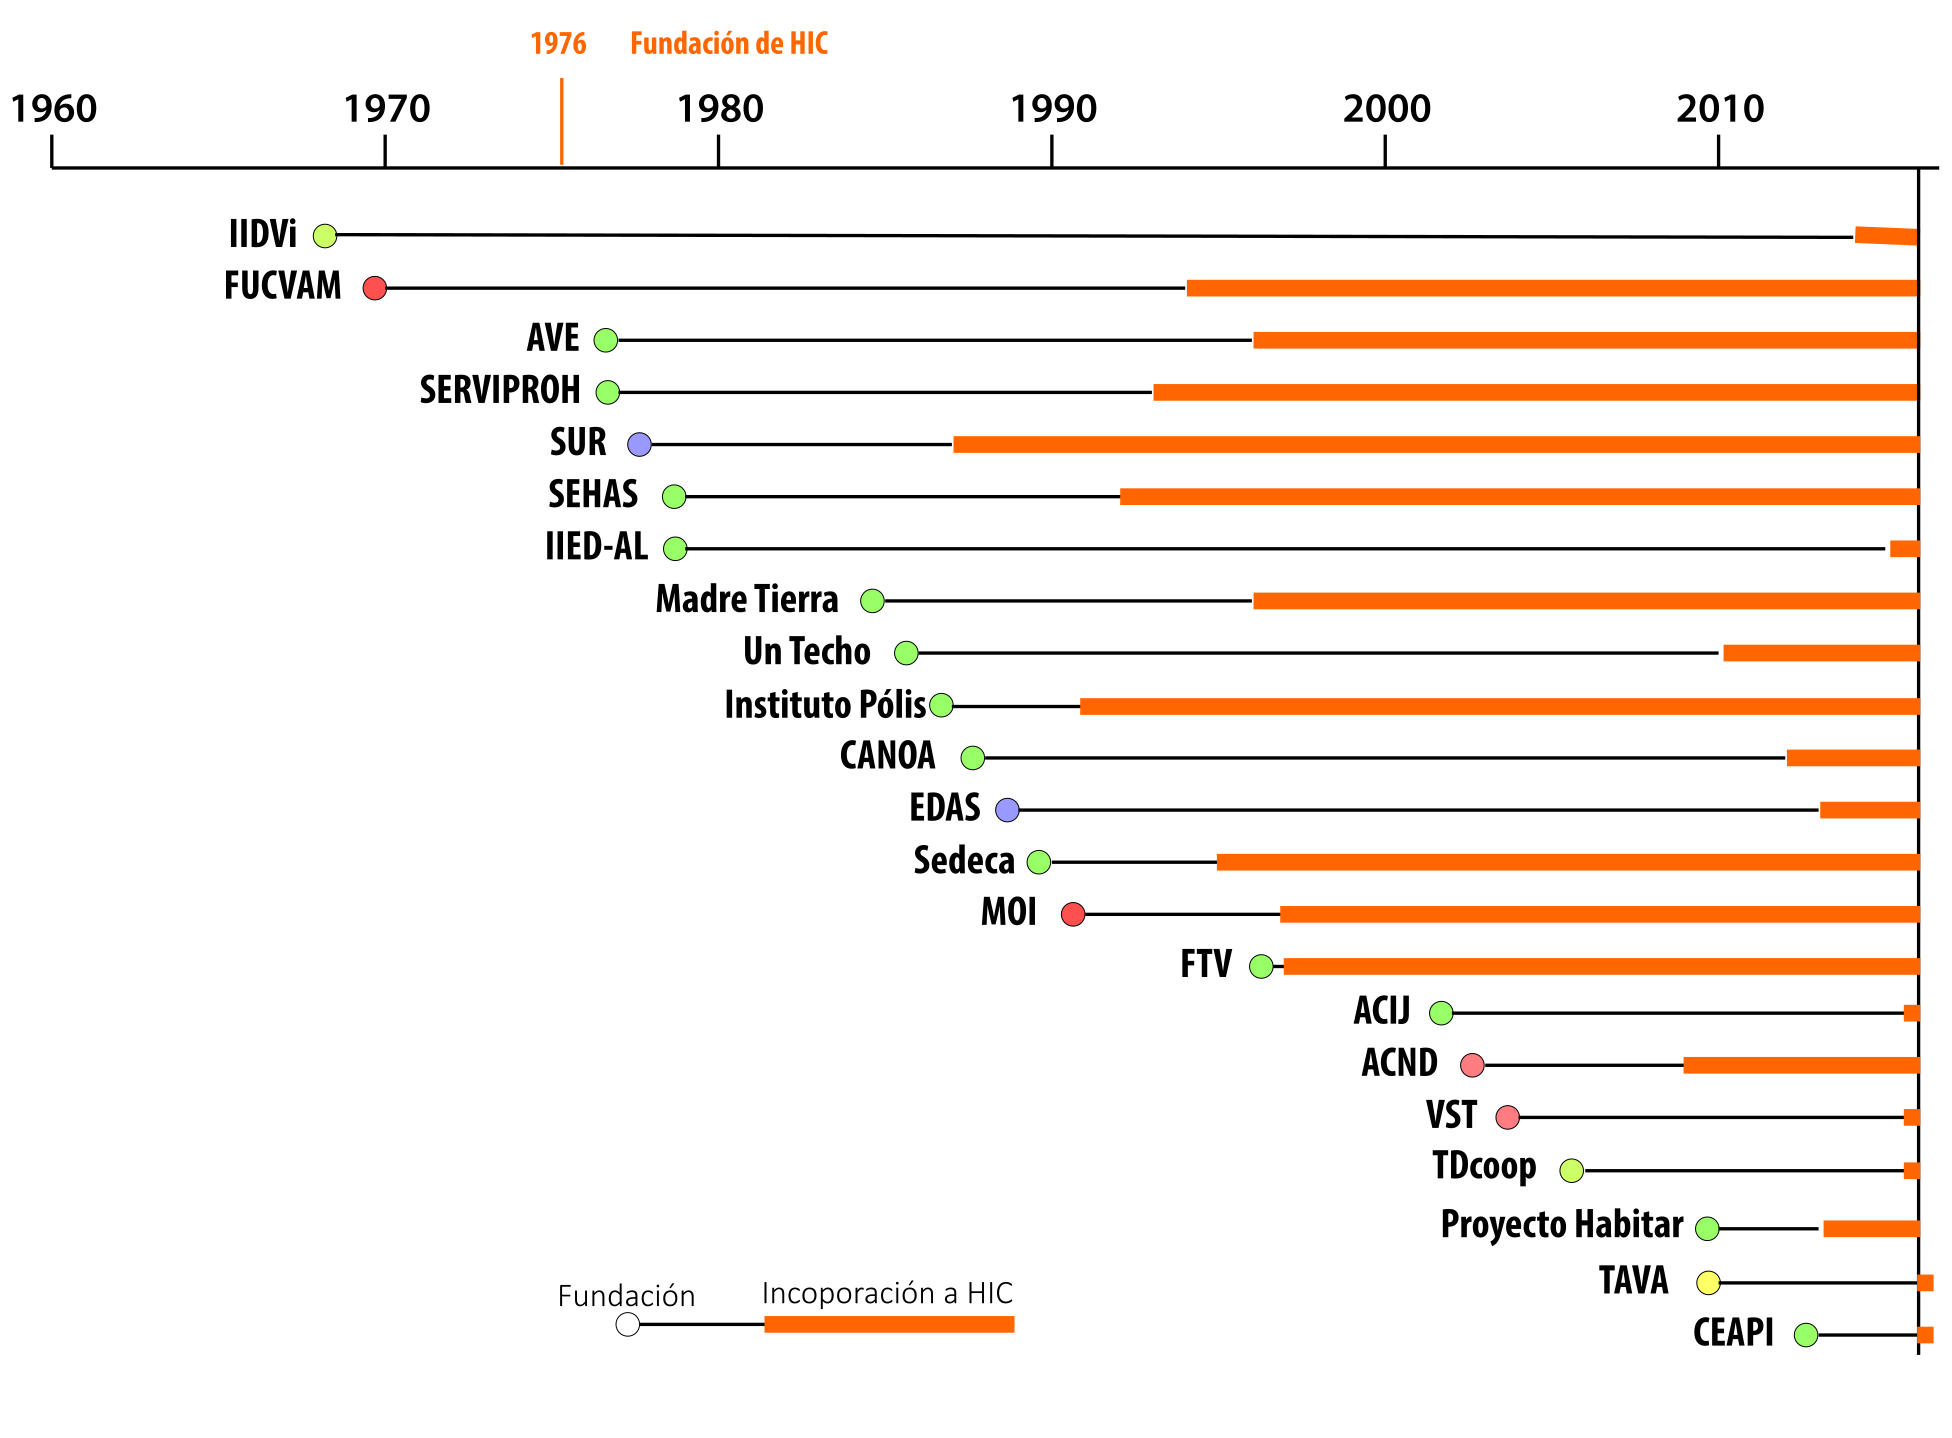 1976 Fundación de HIC
1960 1970 1980 1990 2000 2010
IIDVi
FUCVAM
AVE
SERVIPROH
SUR
SEHAS
IIED-AL
Madre Tierra
Un Techo
Instituto Pólis
CANOA
EDAS
Sedeca
MOI
FTV
ACIJ
ACND
VST
TDcoop
Proyecto Habitar
TAVA
CEAPI
Fundación Incoporación a HIC